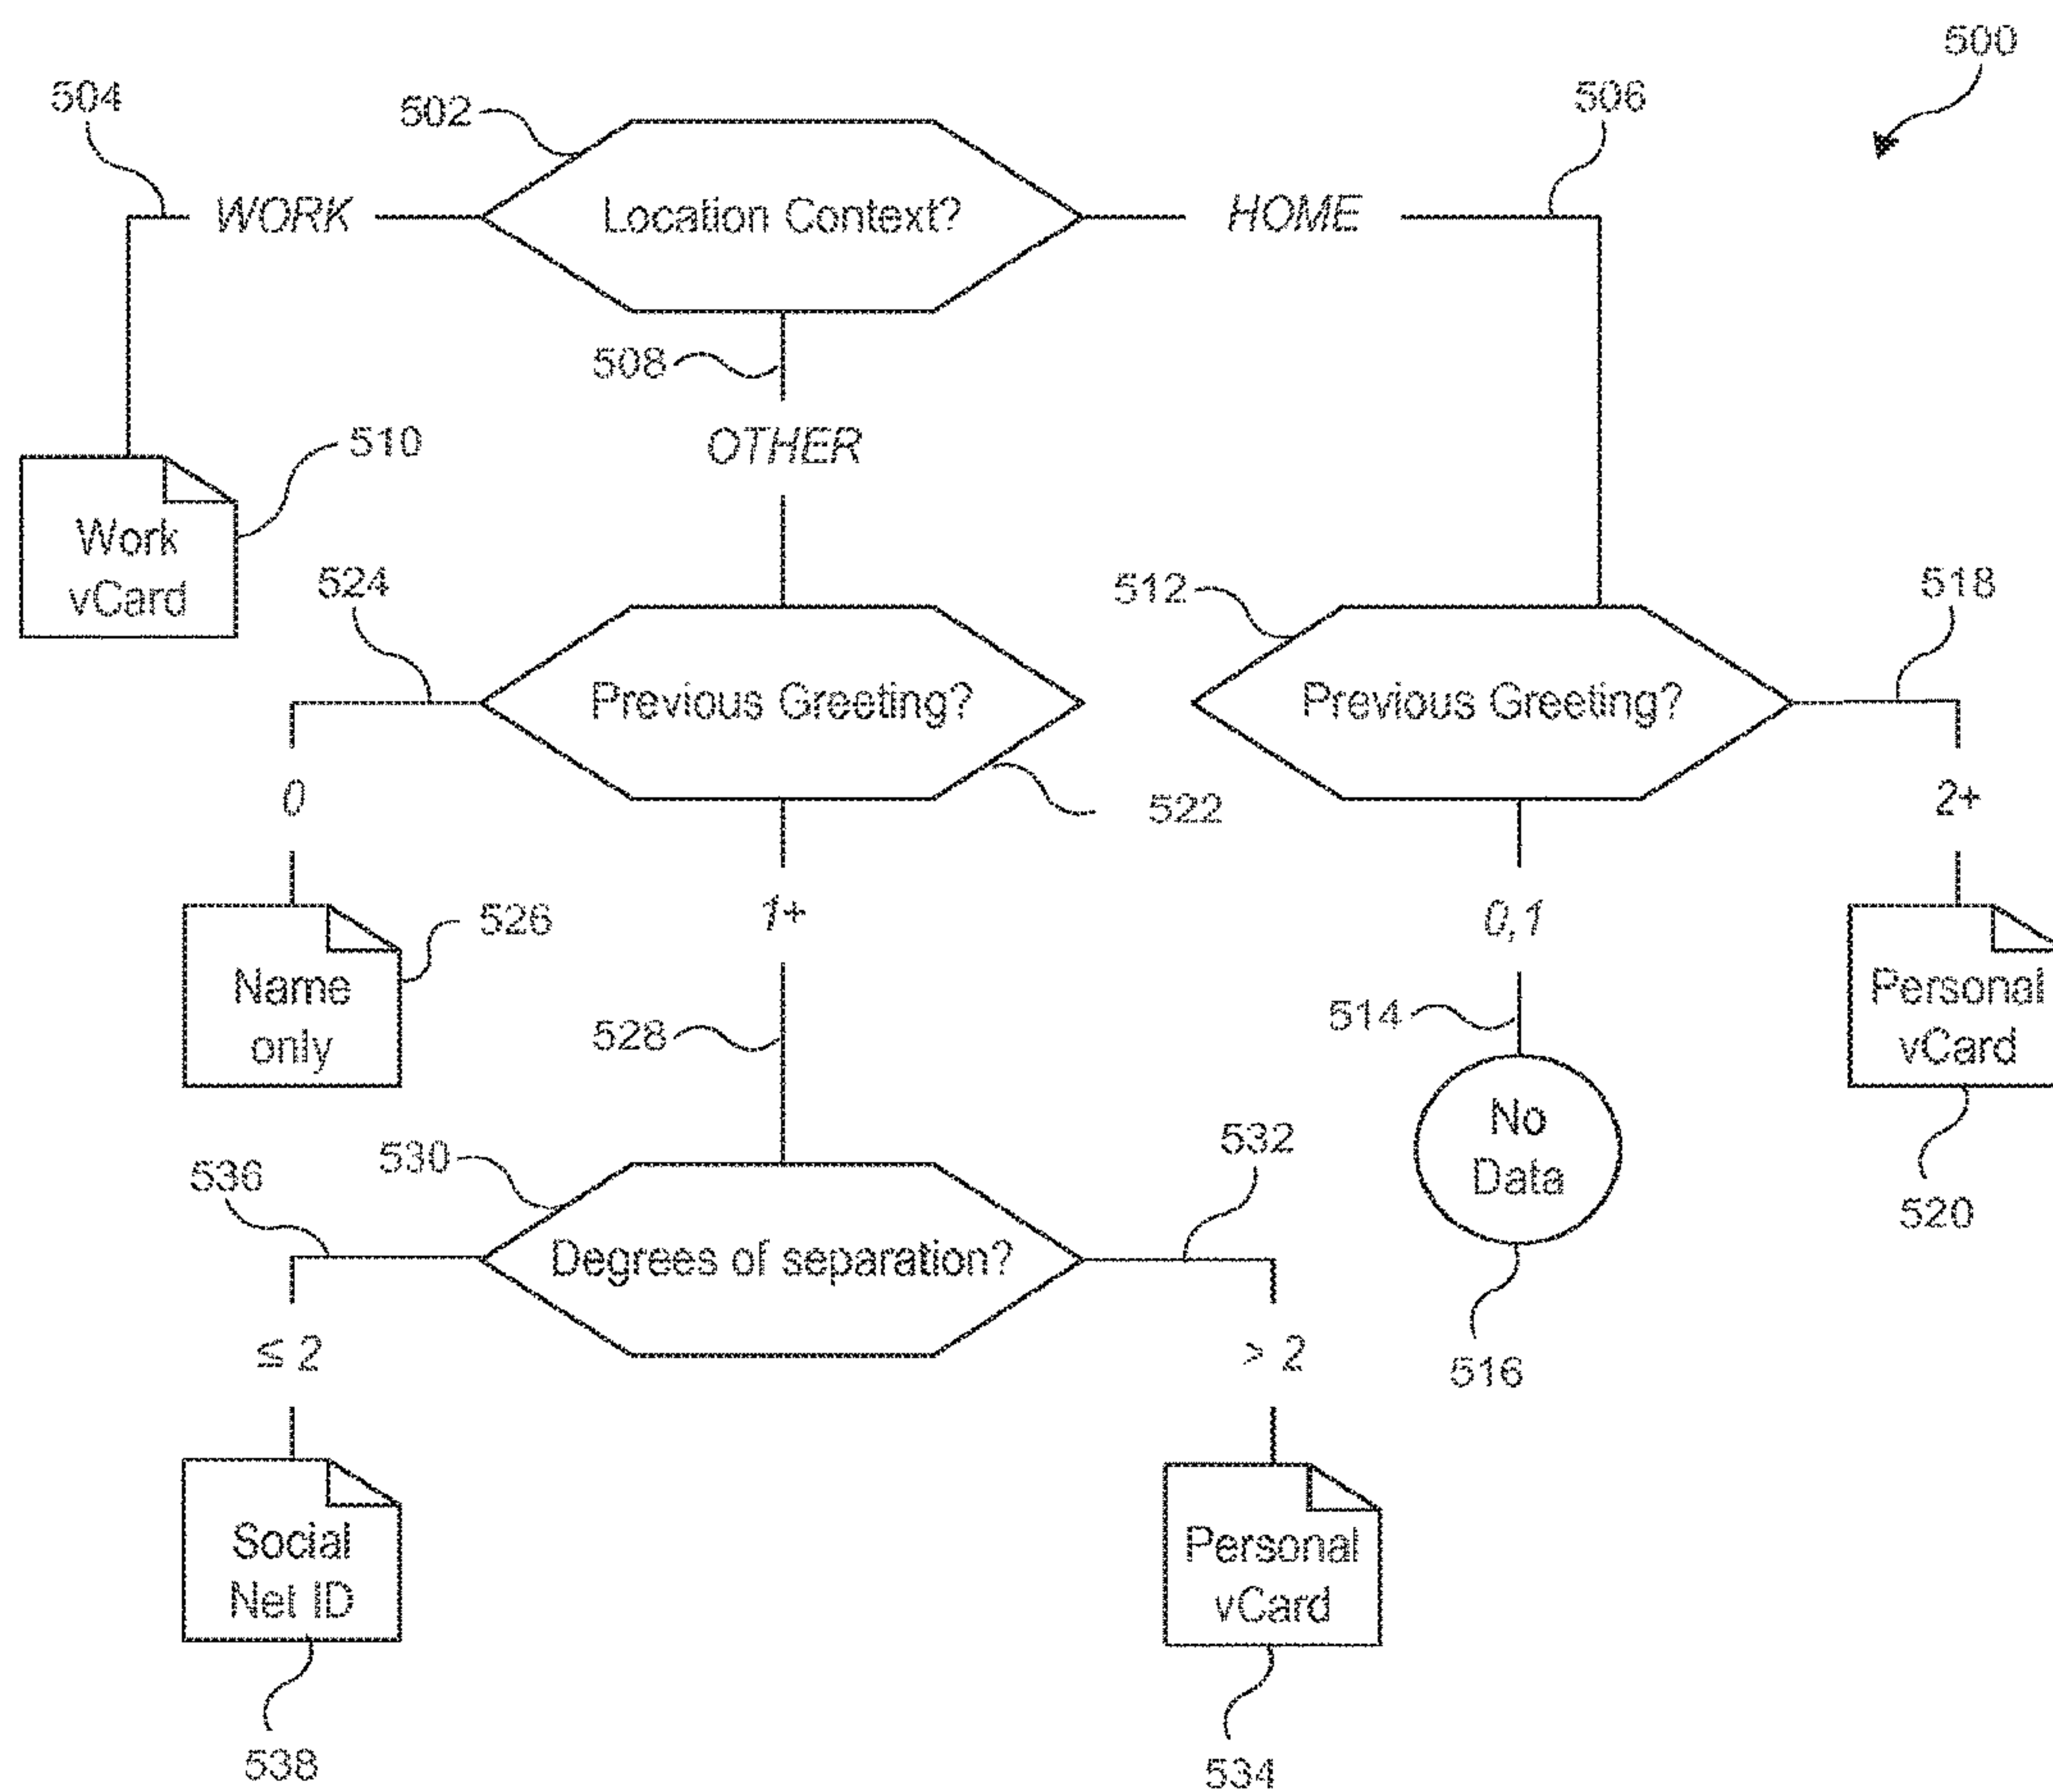 500
504
502
506
WORK
Location Context?
HOME
508
510
OTHER
Work
vCard
524
512
518
Previous Greeting?
Previous Greeting?
0
522
2+
526
1+
0,1
Name
only
514
Personal
vCard
528
No
Data
532
530
536
520
Degrees of separation?
≤ 2
> 2
516
Social
Net ID
Personal
vCard
538
534